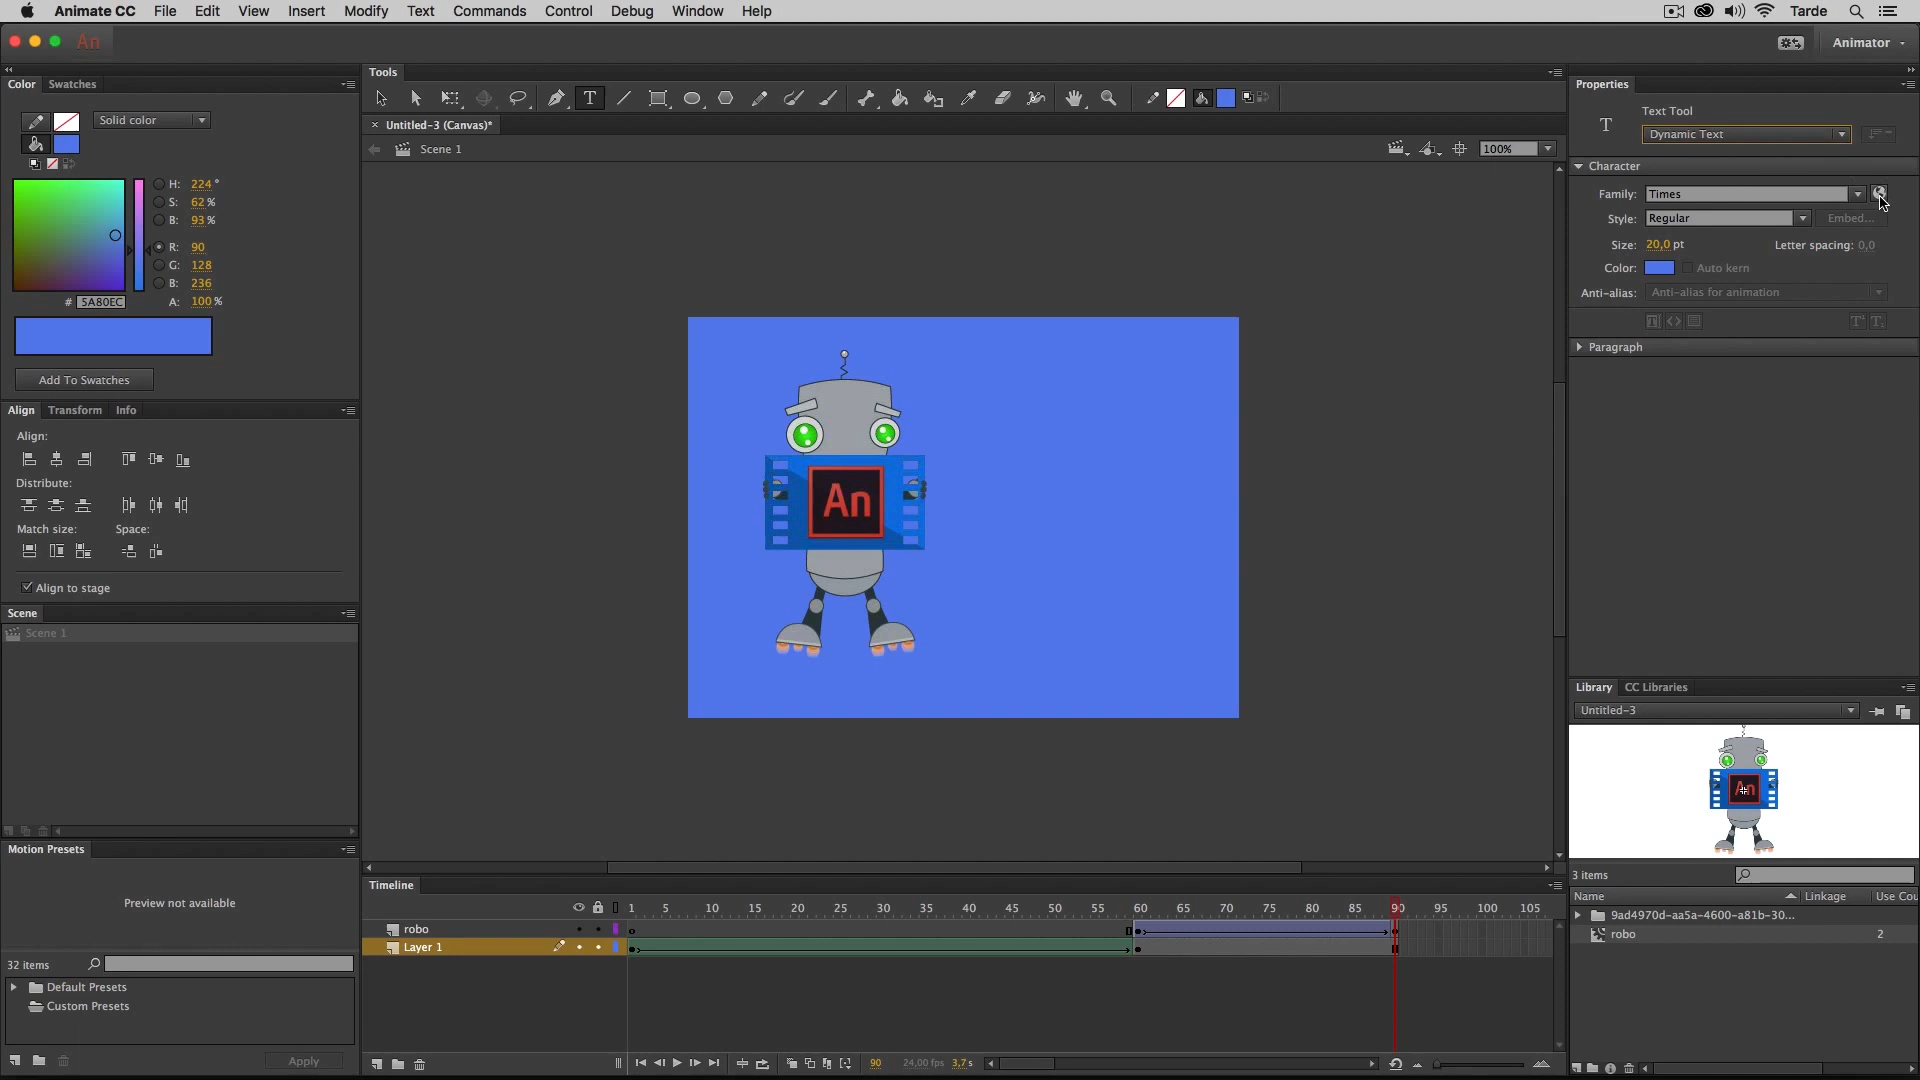 Animate CC File Edit View Insert Modify Text Commands Control Debug Window Help Tarde
An Animator
Color Swatches
Solid color
H: 224 °
S: 62 %
B: 93 %
R: 90
G: 128
B: 236
# 5A80EC A: 100 %
Add To Swatches
Align Transform Info
Align:
Distribute:
Match size: Space:
Align to stage
Scene
Scene 1
Motion Presets
Preview not available
32 items
Default Presets
Custom Presets
Apply
Tools
Untitled-3 (Canvas)*
Scene 1 100%
An
Timeline
1 5 10 15 20 25 30 35 40 45 50 55 60 65 70 75 80 85 90 95 100 105
robo
Layer 1
90 24,00 fps 3,7 s
Properties
Text Tool
T Dynamic Text
Character
Family: Times
Style: Regular Embed...
Size: 20,0 pt Letter spacing: 0,0
Color: Auto kern
Anti-alias: Anti-alias for animation
Paragraph
Library CC Libraries
Untitled-3
An
3 items
Name Linkage Use Cou
9ad4970d-aa5a-4600-a81b-30...
robo 2